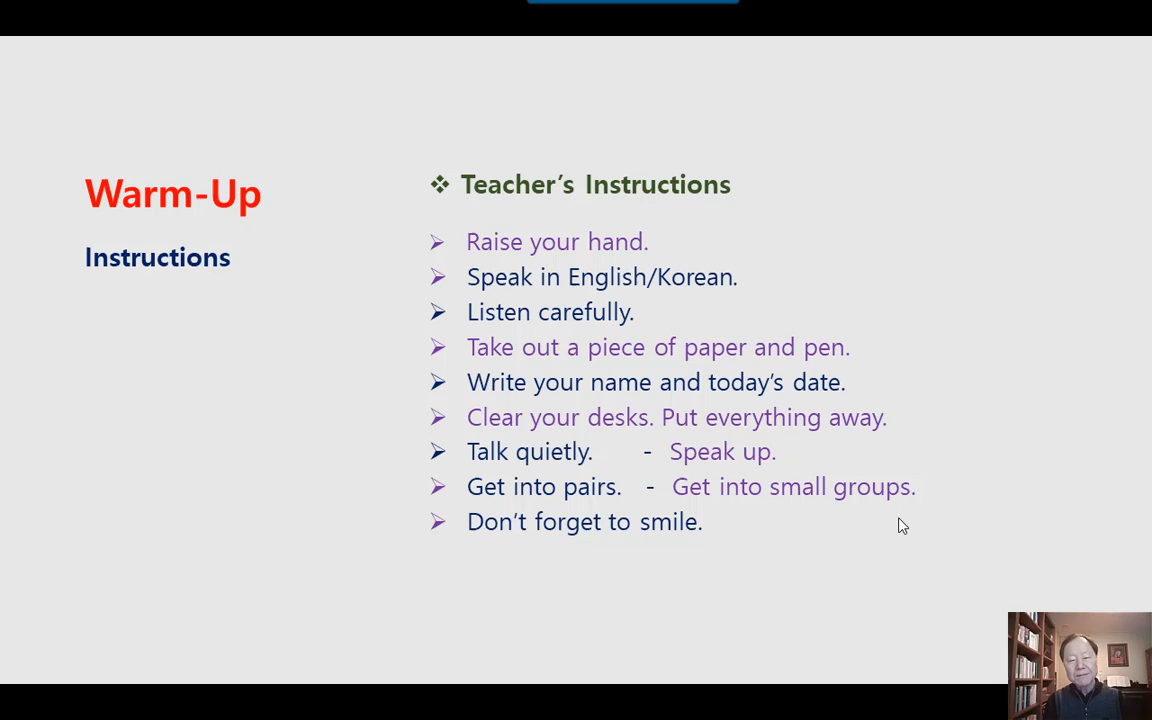 Warm-Up
Instructions
❖ Teacher’s Instructions
➢ Raise your hand.
➢ Speak in English/Korean.
➢ Listen carefully.
➢ Take out a piece of paper and pen.
➢ Write your name and today’s date.
➢ Clear your desks. Put everything away.
➢ Talk quietly. - Speak up.
➢ Get into pairs. - Get into small groups.
➢ Don’t forget to smile.